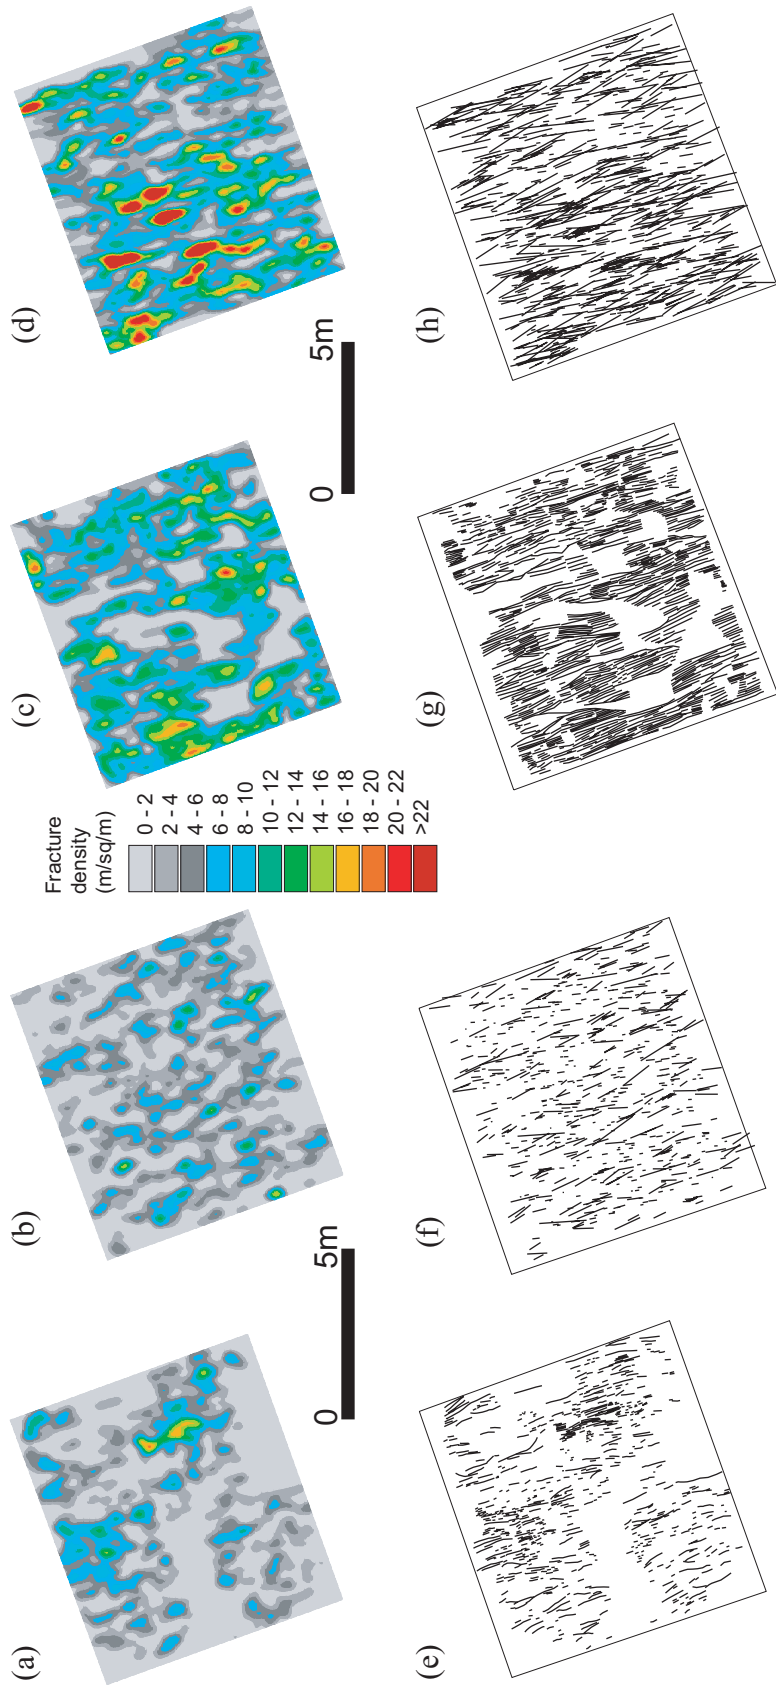 (a)
(b)
(c)
(d)
Fracture
density
(m/sq/m)
0 - 2
2 - 4
4 - 6
6 - 8
8 - 10
10 - 12
12 - 14
14 - 16
16 - 18
18 - 20
20 - 22
>22
0 5m
0 5m
(e)
(f)
(g)
(h)